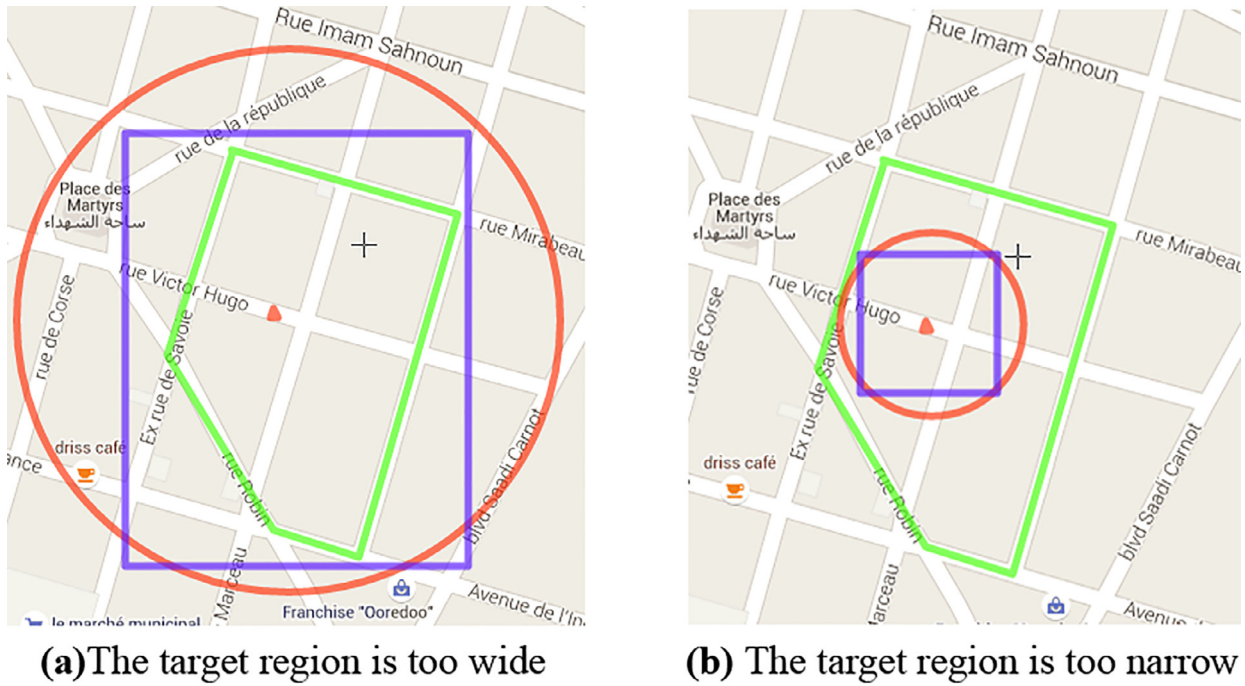 Rue Imam Sahnoun
rue de la république
Place des
Martyrs
ساحة الشهداء
rue Mirabeau
rue Victor Hugo
rue de Corse
Ex rue de Savoie
driss café
ance
rue Robin
blvd Saadi Carnot
Marceau
Franchise "Ooredoo"
Avenue de l'In
le marché municipal
(a)The target region is too wide
Rue Imam Sahnoun
rue de la république
Place des
Martyrs
ساحة الشهداء
rue Mirabeau
rue Victor Hugo
rue de Corse
Ex rue de Savoie
driss café
rue Robin
blvd Saadi Carnot
Marceau
Avenu
(b) The target region is too narrow